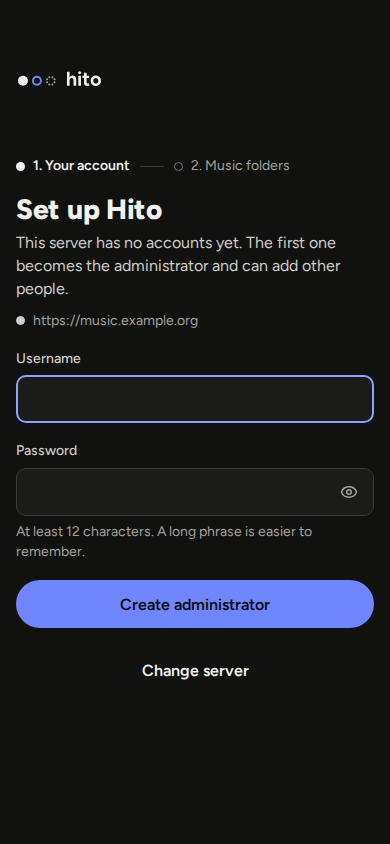 hito
1. Your account
2. Music folders
Set up Hito
This server has no accounts yet. The first one
becomes the administrator and can add other
people.
https://music.example.org
Username
Password
At least 12 characters. A long phrase is easier to
remember.
Create administrator
Change server